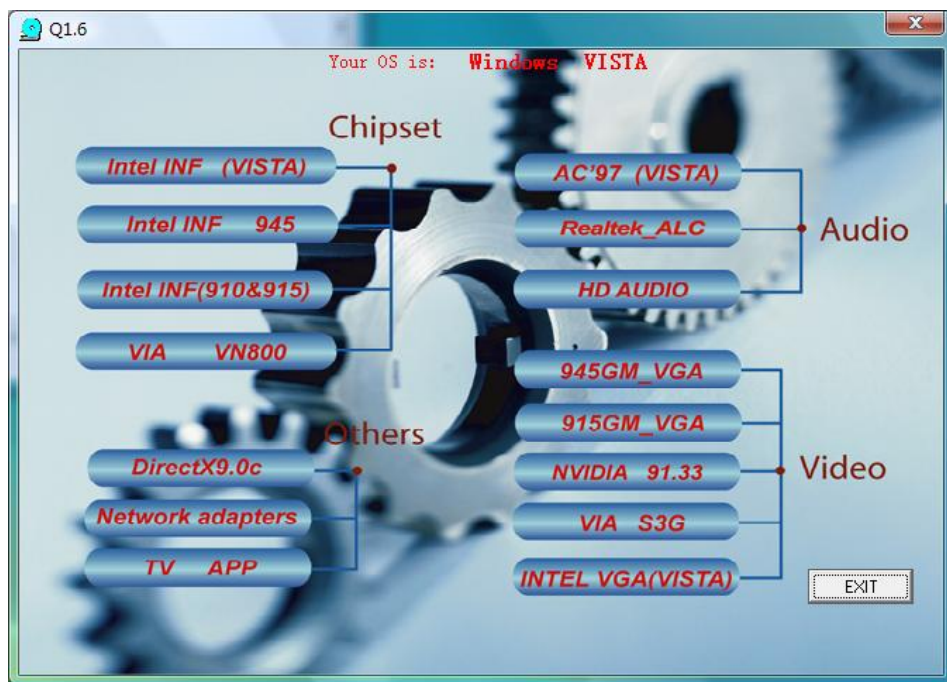 Q1.6
Your OS is: Windows VISTA
Chipset
Intel INF (VISTA)
Intel INF 945
Intel INF(910&915)
VIA VN800
Others
DirectX9.0c
Network adapters
TV APP
AC'97 (VISTA)
Realtek_ALC
HD AUDIO
Audio
945GM_VGA
915GM_VGA
NVIDIA 91.33
VIA S3G
INTEL VGA(VISTA)
Video
EXIT